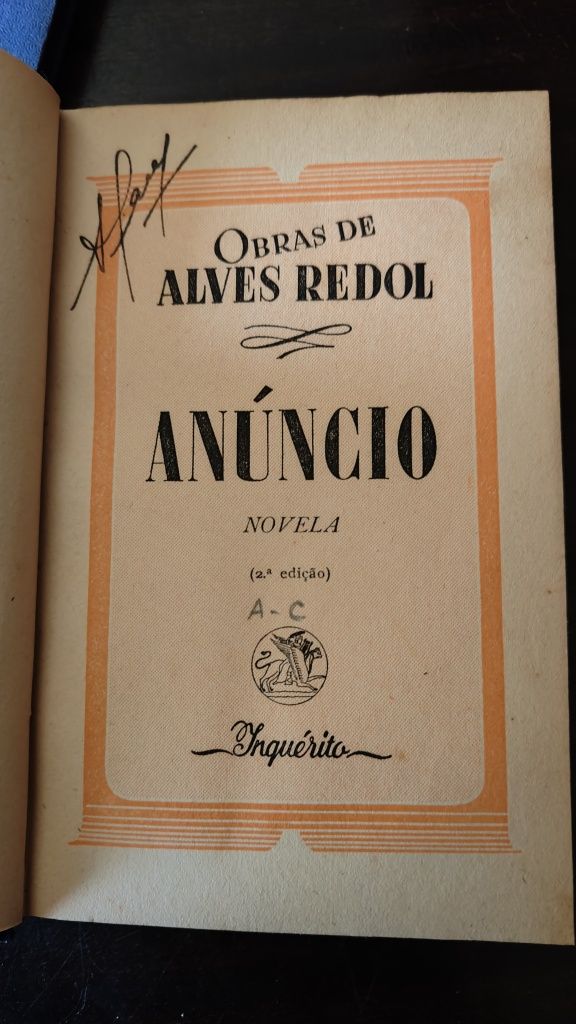 OBRAS DE
ALVES REDOL
ANÚNCIO
NOVELA
(2.ª edição)
A-C
Inquérito